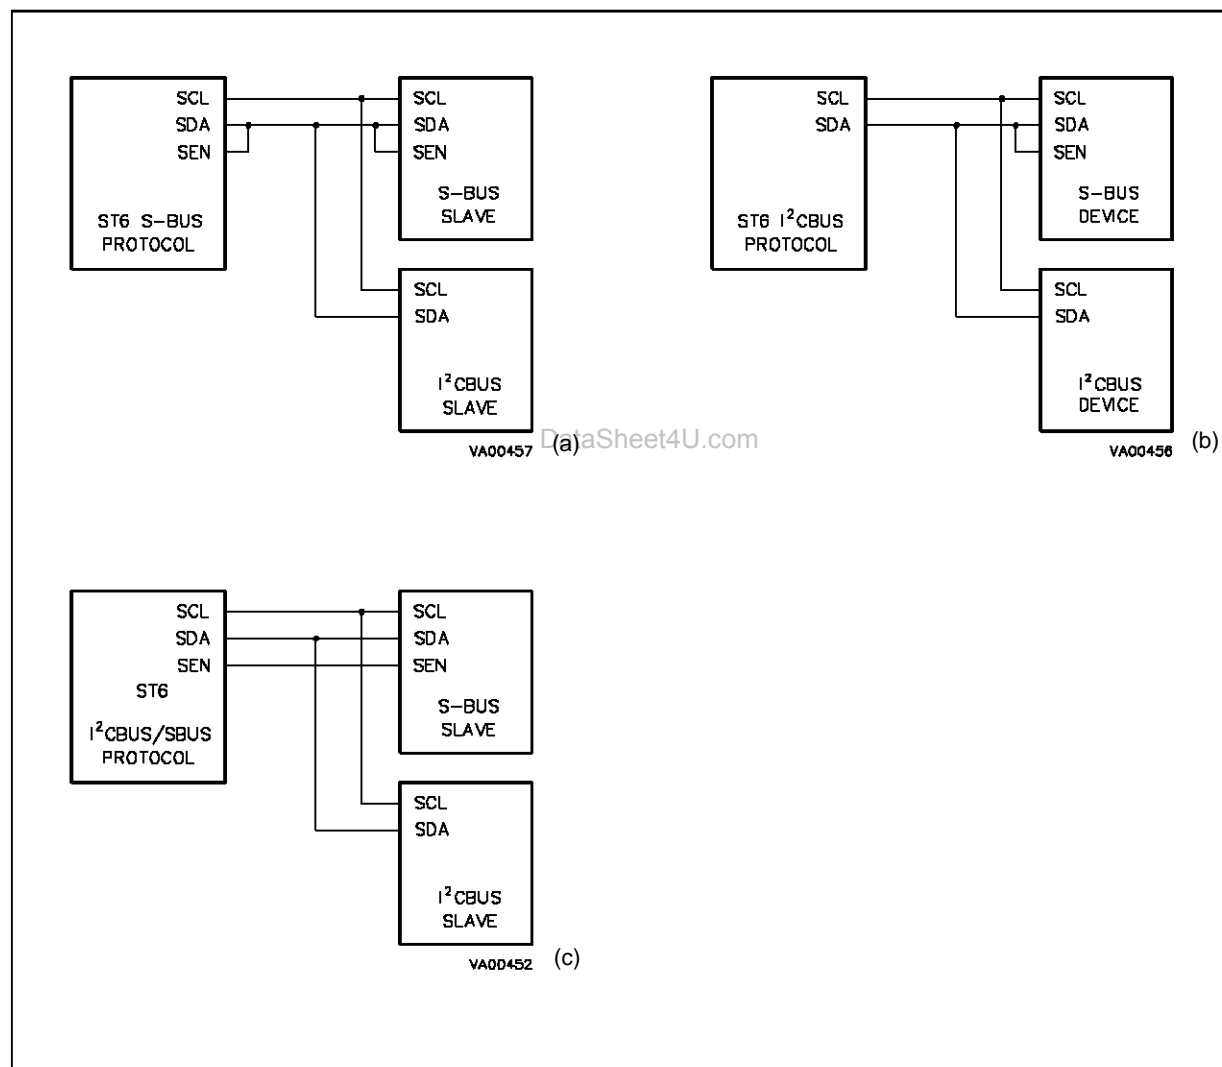 SCL
SDA
SEN
ST6 S-BUS
PROTOCOL
SCL
SDA
SEN
S-BUS
SLAVE
SCL
SDA
I²CBUS
SLAVE
VA00457
(a)
SCL
SDA
ST6 I²CBUS
PROTOCOL
SCL
SDA
SEN
S-BUS
DEVICE
SCL
SDA
I²CBUS
DEVICE
VA00456
(b)
DataSheet4U.com
SCL
SDA
SEN
ST6
I²CBUS/SBUS
PROTOCOL
SCL
SDA
SEN
S-BUS
SLAVE
SCL
SDA
I²CBUS
SLAVE
VA00452
(c)